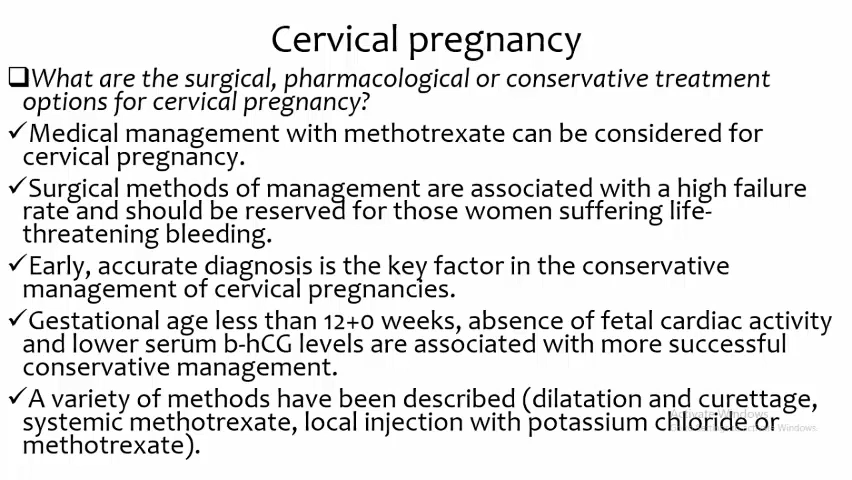 Cervical pregnancy
❑What are the surgical, pharmacological or conservative treatment
options for cervical pregnancy?
✓Medical management with methotrexate can be considered for
cervical pregnancy.
✓Surgical methods of management are associated with a high failure
rate and should be reserved for those women suffering life-
threatening bleeding.
✓Early, accurate diagnosis is the key factor in the conservative
management of cervical pregnancies.
✓Gestational age less than 12+0 weeks, absence of fetal cardiac activity
and lower serum b-hCG levels are associated with more successful
conservative management.
✓A variety of methods have been described (dilatation and curettage,
systemic methotrexate, local injection with potassium chloride or
methotrexate).
Activate Windows